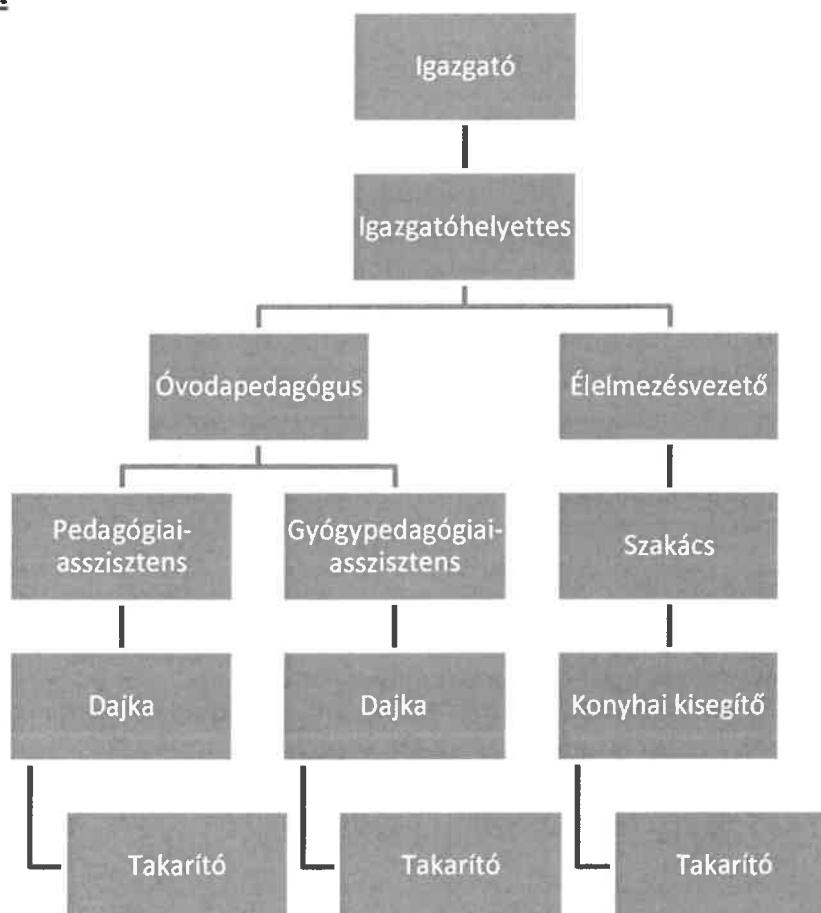 Igazgató
Igazgatóhelyettes
Óvodapedagógus
Élelmezésvezető
Pedagógiai-
asszisztens
Gyógypedagógiai-
asszisztens
Szakács
Dajka
Dajka
Konyhai kisegítő
Takarító
Takarító
Takarító